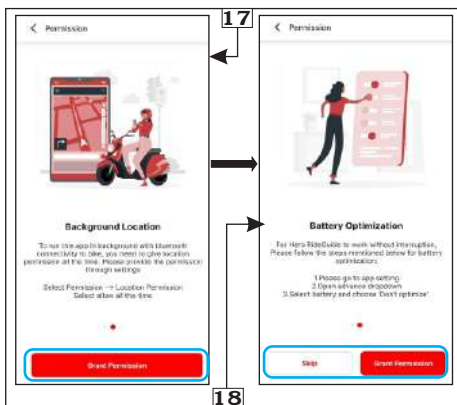 17
Permission
Background Location
To run this app in background with bluetooth
connectivity to bike, you need to give location
permission all the time. Please provide the permission
through settings
Select Permission --> Location Permission
Select allow all the time
Grant Permission
Permission
Battery Optimization
For Hero RideGuide to work without interruption,
Please follow the steps mentioned below for battery
optimization:
1.Please go to app setting
2.Open advance dropdown
3.Select battery and choose 'Don't optimize'
Skip
Grant Permission
18